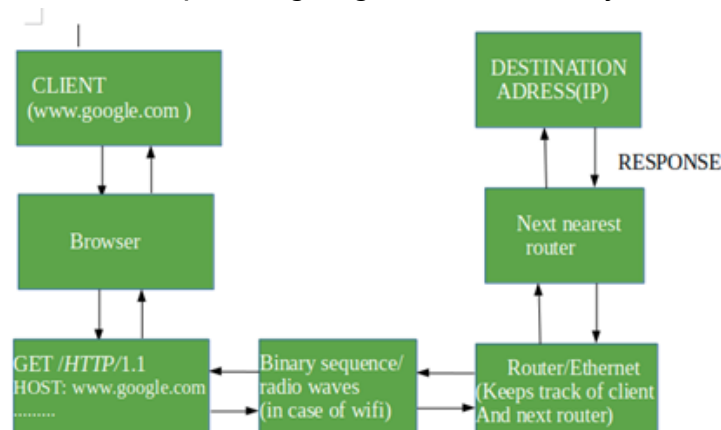 CLIENT
(www.google.com )
DESTINATION
ADRESS(IP)
RESPONSE
Browser
Next nearest
router
GET /HTTP/1.1
HOST: www.google.com
.........
Binary sequence/
radio waves
(in case of wifi)
Router/Ethernet
(Keeps track of client
And next router)